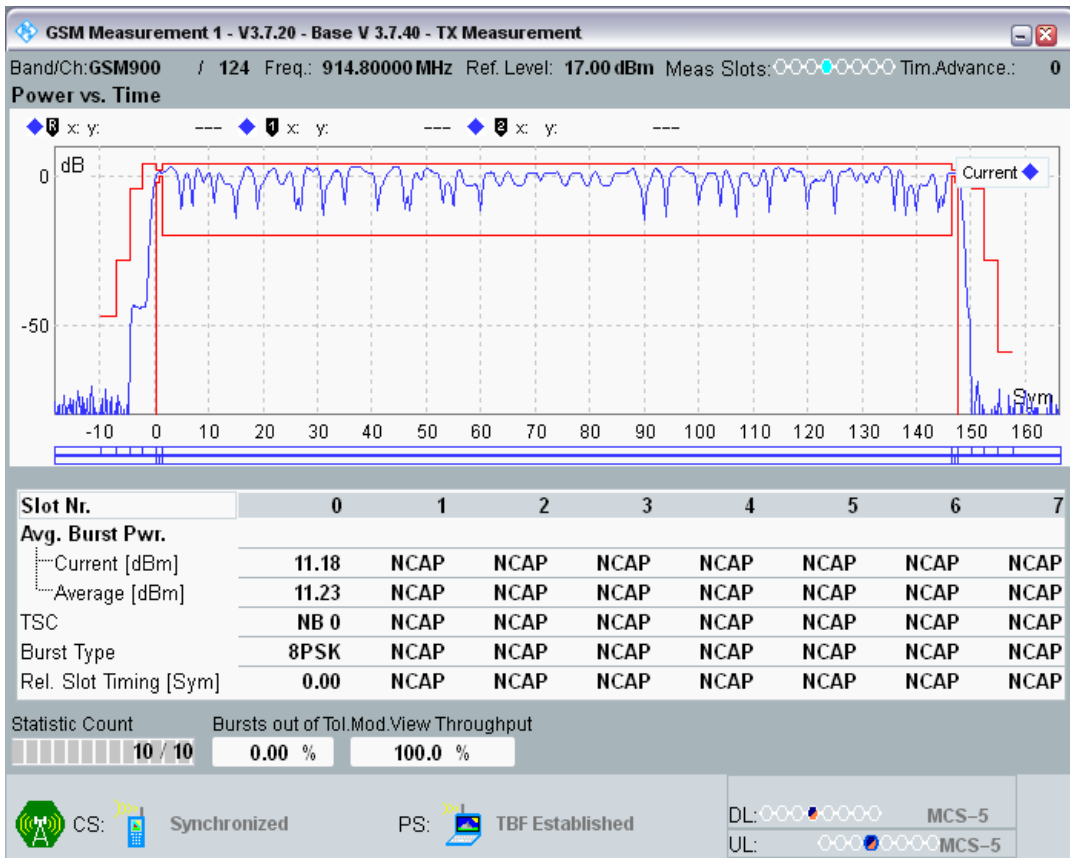 GSM Measurement 1 - V3.7.20 - Base V 3.7.40 - TX Measurement
Band/Ch:GSM900 / 124 Freq.: 914.80000 MHz Ref. Level: 17.00 dBm Meas Slots: Tim.Advance.: 0
Power vs. Time
R x: y: --- 1 x: y: --- 2 x: y: ---
dB
Current
0
-50
Sym
-10 0 10 20 30 40 50 60 70 80 90 100 110 120 130 140 150 160
Slot Nr. 0 1 2 3 4 5 6 7
Avg. Burst Pwr.
Current [dBm] 11.18 NCAP NCAP NCAP NCAP NCAP NCAP NCAP
Average [dBm] 11.23 NCAP NCAP NCAP NCAP NCAP NCAP NCAP
TSC NB 0 NCAP NCAP NCAP NCAP NCAP NCAP NCAP
Burst Type 8PSK NCAP NCAP NCAP NCAP NCAP NCAP NCAP
Rel. Slot Timing [Sym] 0.00 NCAP NCAP NCAP NCAP NCAP NCAP NCAP
Statistic Count Bursts out of Tol.Mod.View Throughput
10 / 10 0.00 % 100.0 %
CS: Synchronized PS: TBF Established
DL: MCS-5
UL: MCS-5